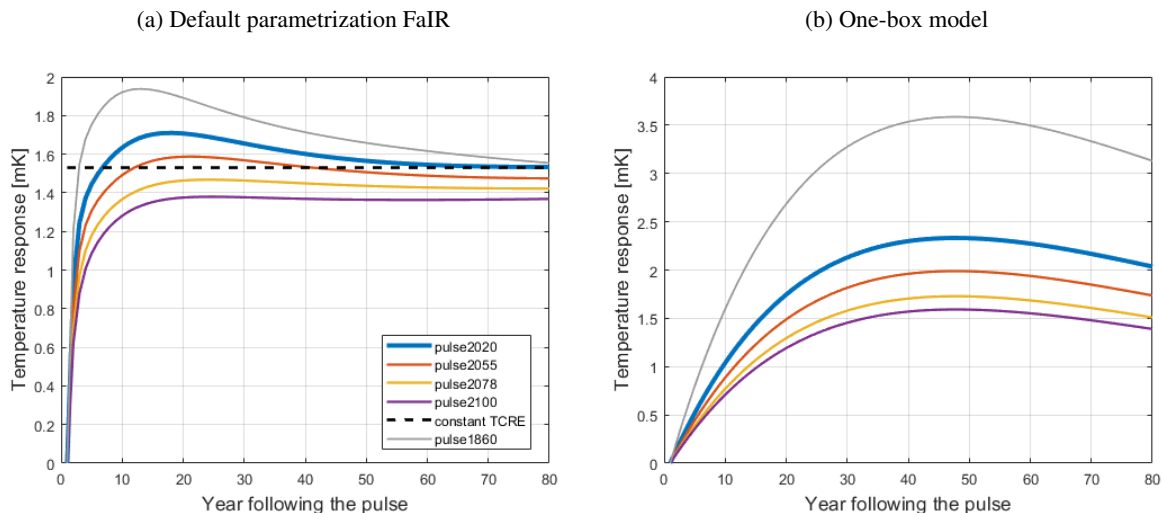 (a) Default parametrization FaIR
Temperature response [mK]
2
1.8
1.6
1.4
1.2
1
0.8
0.6
0.4
0.2
0
0 10 20 30 40 50 60 70 80
Year following the pulse
pulse2020
pulse2055
pulse2078
pulse2100
constant TCRE
pulse1860
(b) One-box model
Temperature response [mK]
4
3.5
3
2.5
2
1.5
1
0.5
0
0 10 20 30 40 50 60 70 80
Year following the pulse